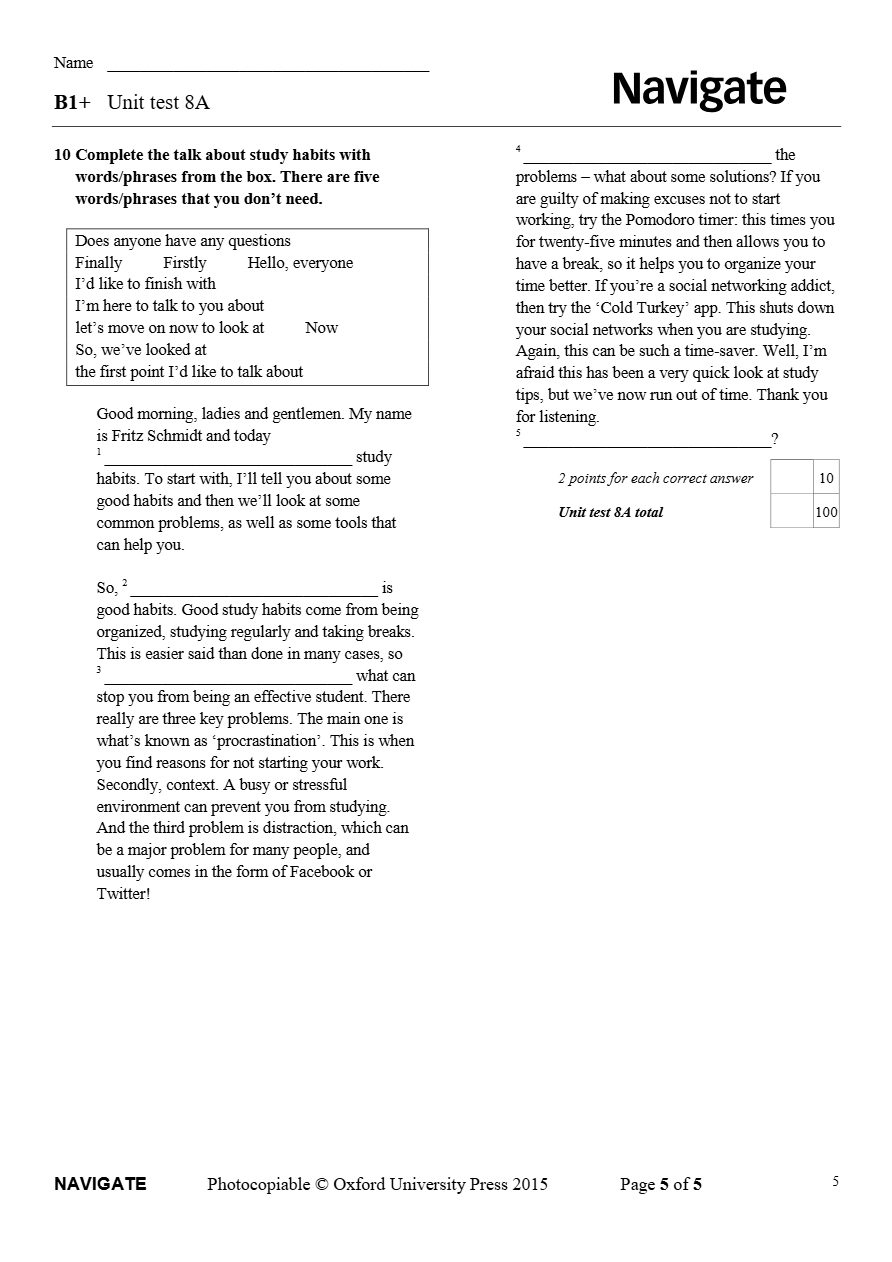 Name
Navigate
B1+ Unit test 8A
10 Complete the talk about study habits with
words/phrases from the box. There are five
words/phrases that you don’t need.
Does anyone have any questions
Finally Firstly Hello, everyone
I’d like to finish with
I’m here to talk to you about
let’s move on now to look at Now
So, we’ve looked at
the first point I’d like to talk about
Good morning, ladies and gentlemen. My name
is Fritz Schmidt and today
1 ______________________________ study
habits. To start with, I’ll tell you about some
good habits and then we’ll look at some
common problems, as well as some tools that
can help you.
So, 2 ______________________________ is
good habits. Good study habits come from being
organized, studying regularly and taking breaks.
This is easier said than done in many cases, so
3 ______________________________ what can
stop you from being an effective student. There
really are three key problems. The main one is
what’s known as ‘procrastination’. This is when
you find reasons for not starting your work.
Secondly, context. A busy or stressful
environment can prevent you from studying.
And the third problem is distraction, which can
be a major problem for many people, and
usually comes in the form of Facebook or
Twitter!
4 ______________________________ the
problems – what about some solutions? If you
are guilty of making excuses not to start
working, try the Pomodoro timer: this times you
for twenty-five minutes and then allows you to
have a break, so it helps you to organize your
time better. If you’re a social networking addict,
then try the ‘Cold Turkey’ app. This shuts down
your social networks when you are studying.
Again, this can be such a time-saver. Well, I’m
afraid this has been a very quick look at study
tips, but we’ve now run out of time. Thank you
for listening.
5 ______________________________?
2 points for each correct answer 10
Unit test 8A total 100
NAVIGATE Photocopiable © Oxford University Press 2015 Page 5 of 5 5